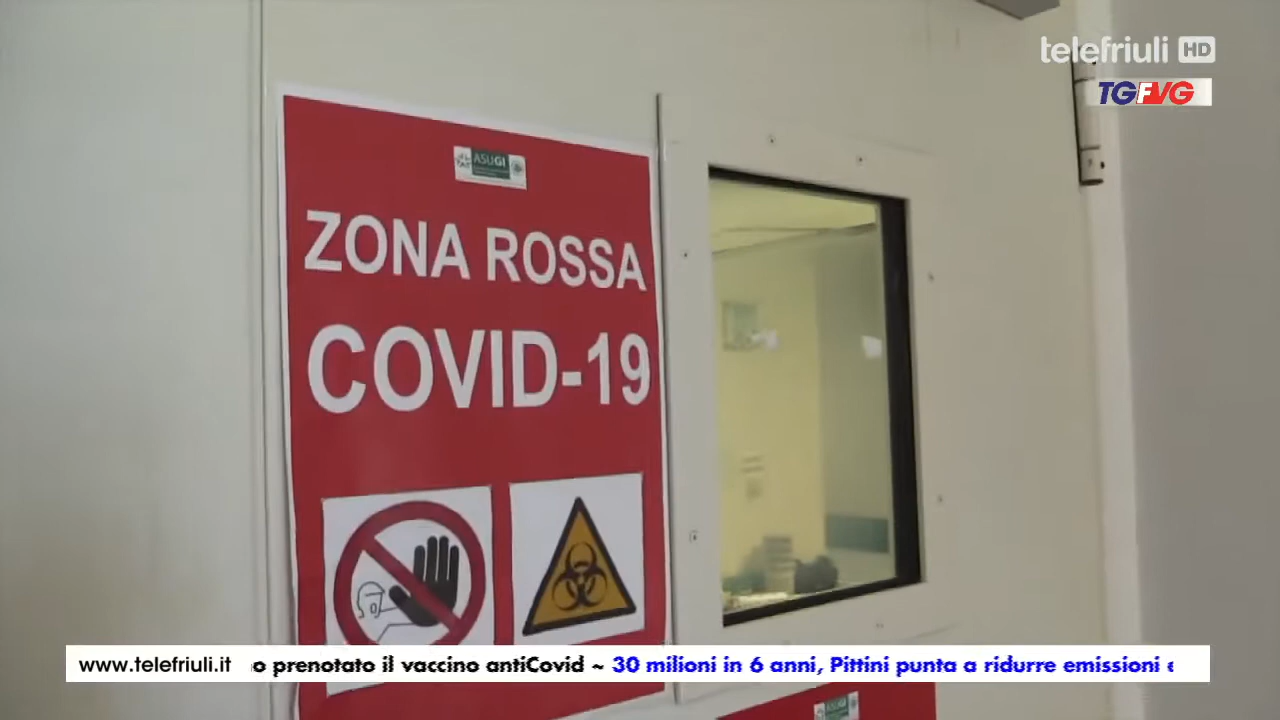 telefriuli HD
TGFVG
ASUGI
ZONA ROSSA
COVID-19
www.telefriuli.it
o prenotato il vaccino antiCovid ~ 30 milioni in 6 anni, Pittini punta a ridurre emissioni e
ASUGI